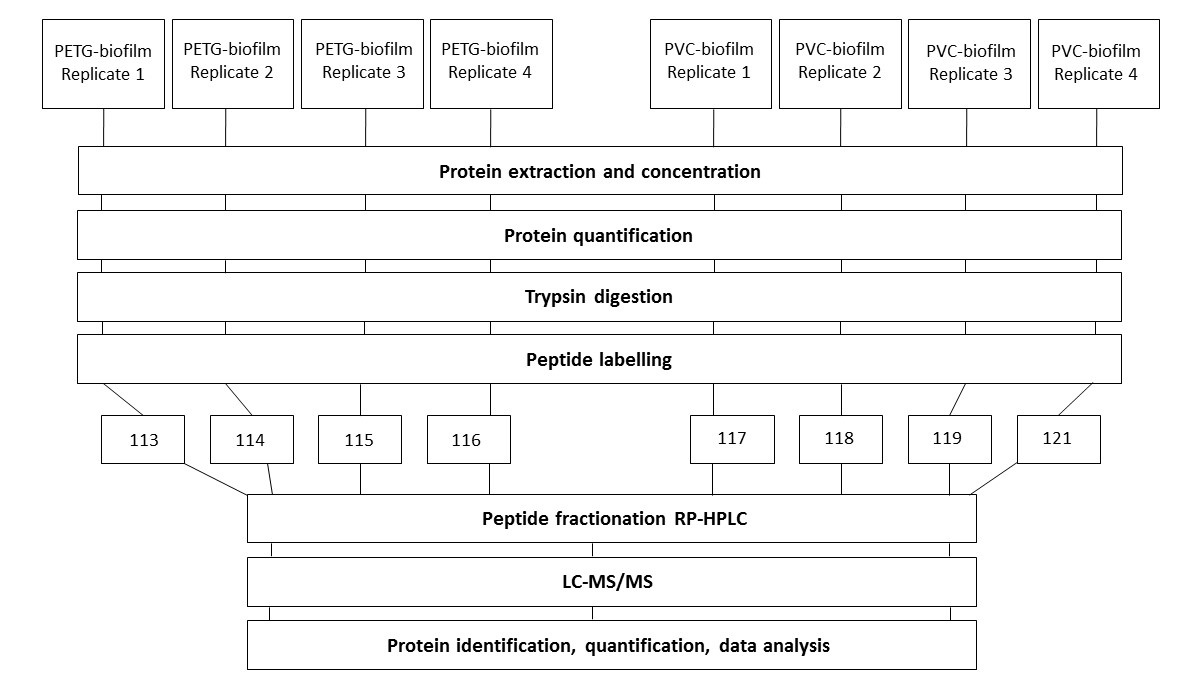 PETG-biofilm
Replicate 1
PETG-biofilm
Replicate 2
PETG-biofilm
Replicate 3
PETG-biofilm
Replicate 4
PVC-biofilm
Replicate 1
PVC-biofilm
Replicate 2
PVC-biofilm
Replicate 3
PVC-biofilm
Replicate 4
Protein extraction and concentration
Protein quantification
Trypsin digestion
Peptide labelling
113
114
115
116
117
118
119
121
Peptide fractionation RP-HPLC
LC-MS/MS
Protein identification, quantification, data analysis